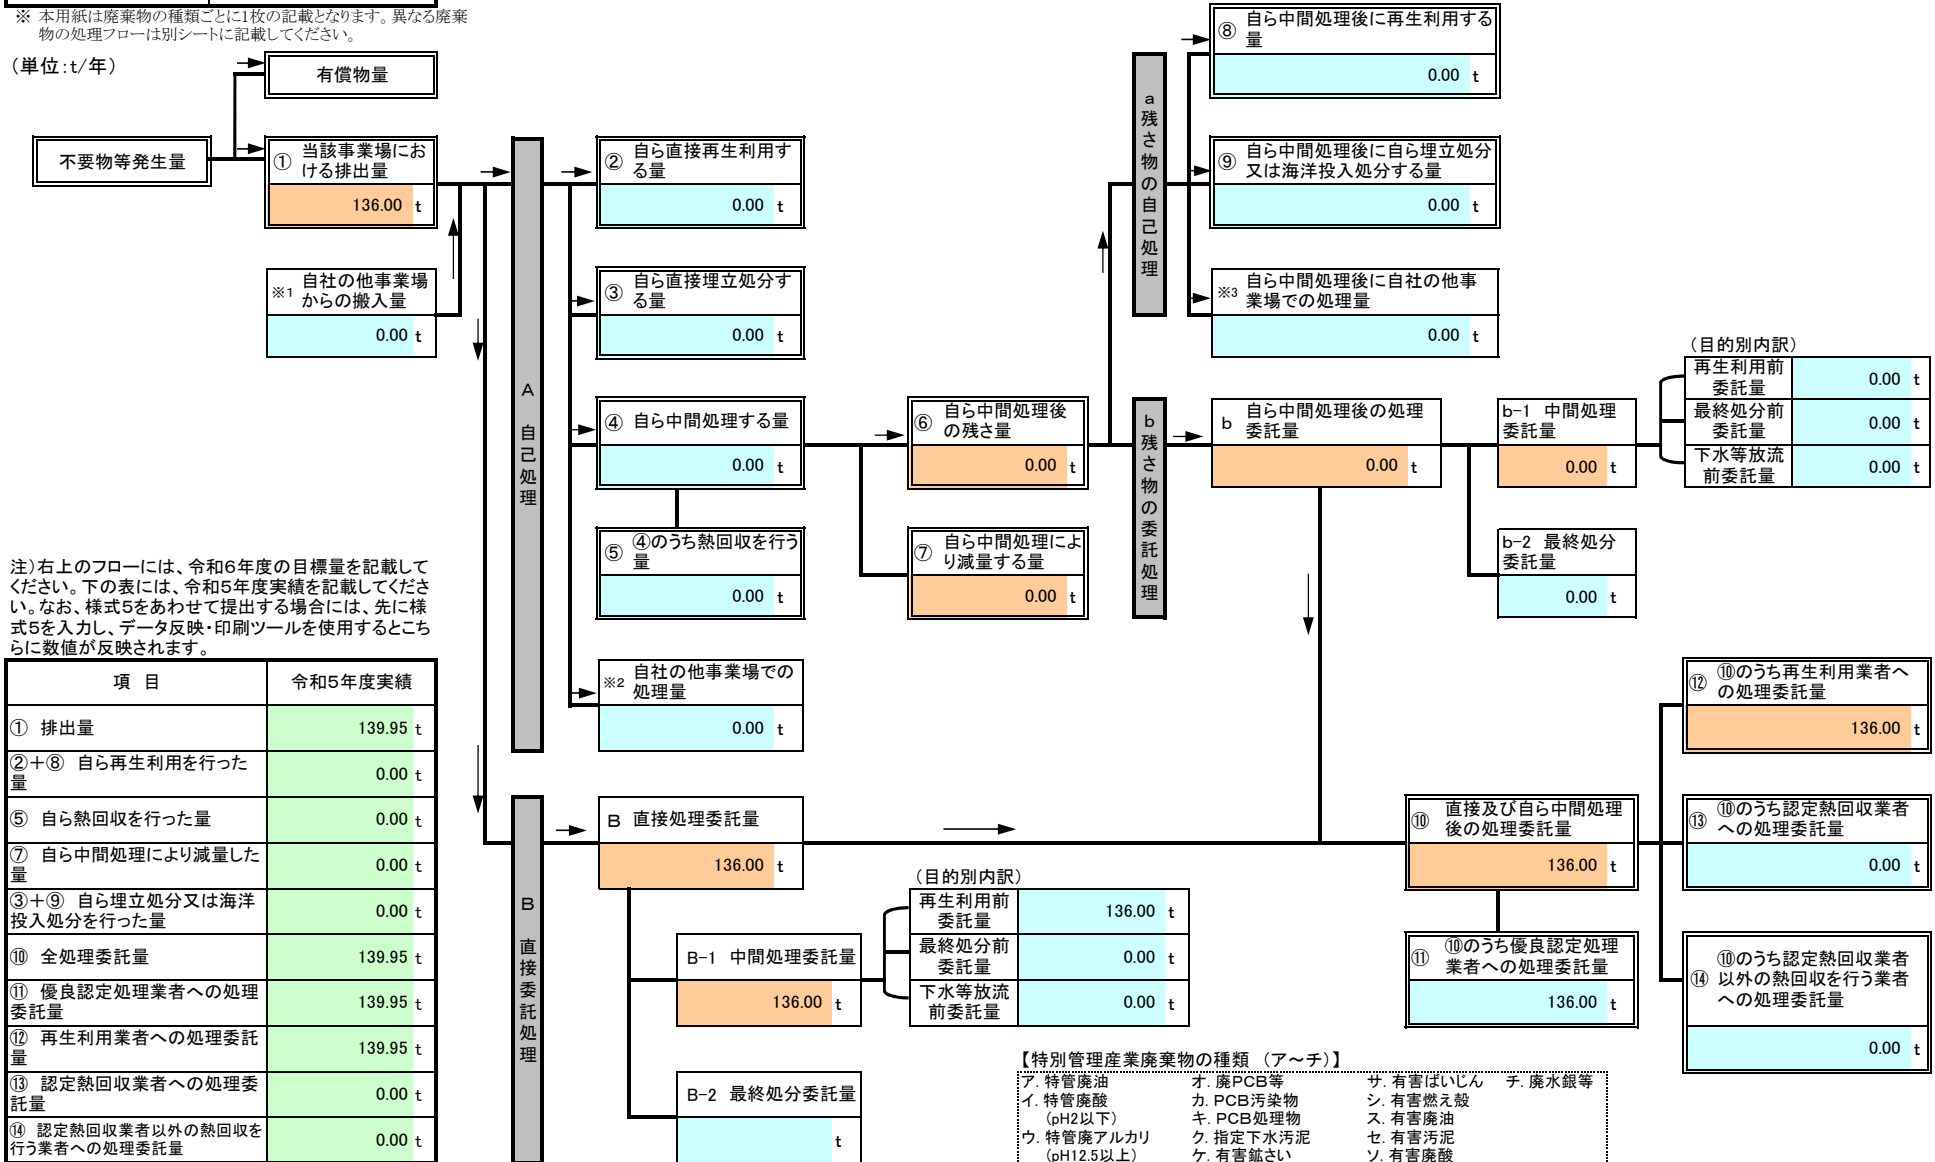 ※ 本用紙は廃棄物の種類ごとに1枚の記載となります。異なる廃棄
物の処理フローは別シートに記載してください。
(単位:t/年)
有償物量
不要物等発生量
① 当該事業場にお
ける排出量
136.00 t
※1 自社の他事業場
からの搬入量
0.00 t
A 自己処理
② 自ら直接再生利用す
る量
0.00 t
③ 自ら直接埋立処分す
る量
0.00 t
④ 自ら中間処理する量
0.00 t
⑤ ④のうち熱回収を行う
量
0.00 t
※2 自社の他事業場での
処理量
0.00 t
⑥ 自ら中間処理後
の残さ量
0.00 t
⑦ 自ら中間処理によ
り減量する量
0.00 t
a 残さ物の自己処理
⑧ 自ら中間処理後に再生利用する
量
0.00 t
⑨ 自ら中間処理後に自ら埋立処分
又は海洋投入処分する量
0.00 t
※3 自ら中間処理後に自社の他事
業場での処理量
0.00 t
b 残さ物の委託処理
b 自ら中間処理後の処理
委託量
0.00 t
b-1 中間処理
委託量
0.00 t
b-2 最終処分
委託量
0.00 t
(目的別内訳)
再生利用前
委託量
0.00 t
最終処分前
委託量
0.00 t
下水等放流
前委託量
0.00 t
注)右上のフローには、令和6年度の目標量を記載して
ください。下の表には、令和5年度実績を記載してくださ
い。なお、様式5をあわせて提出する場合には、先に様
式5を入力し、データ反映・印刷ツールを使用するとこち
らに数値が反映されます。
項 目 令和5年度実績
① 排出量 139.95 t
②+⑧ 自ら再生利用を行った
量 0.00 t
⑤ 自ら熱回収を行った量 0.00 t
⑦ 自ら中間処理により減量した
量 0.00 t
③+⑨ 自ら埋立処分又は海洋
投入処分を行った量 0.00 t
⑩ 全処理委託量 139.95 t
⑪ 優良認定処理業者への処理
委託量 139.95 t
⑫ 再生利用業者への処理委託
量 139.95 t
⑬ 認定熱回収業者への処理委
託量 0.00 t
⑭ 認定熱回収業者以外の熱回収を
行う業者への処理委託量 0.00 t
B 直接委託処理
B 直接処理委託量
136.00 t
B-1 中間処理委託量
136.00 t
B-2 最終処分委託量
t
(目的別内訳)
再生利用前
委託量
136.00 t
最終処分前
委託量
0.00 t
下水等放流
前委託量
0.00 t
⑩ 直接及び自ら中間処理
後の処理委託量
136.00 t
⑪ ⑩のうち優良認定処理
業者への処理委託量
136.00 t
⑫ ⑩のうち再生利用業者へ
の処理委託量
136.00 t
⑬ ⑩のうち認定熱回収業者
への処理委託量
0.00 t
⑭ ⑩のうち認定熱回収業者
以外の熱回収を行う業者
への処理委託量
0.00 t
【特別管理産業廃棄物の種類 (ア~チ)】
ア. 特管廃油 オ. 廃PCB等 サ. 有害ばいじん チ. 廃水銀等
イ. 特管廃酸 カ. PCB汚染物 シ. 有害燃え殻
(pH2以下) キ. PCB処理物 ス. 有害廃油
ウ. 特管廃アルカリ ク. 指定下水汚泥 セ. 有害汚泥
(pH12.5以上) ケ. 有害鉱さい ソ. 有害廃酸